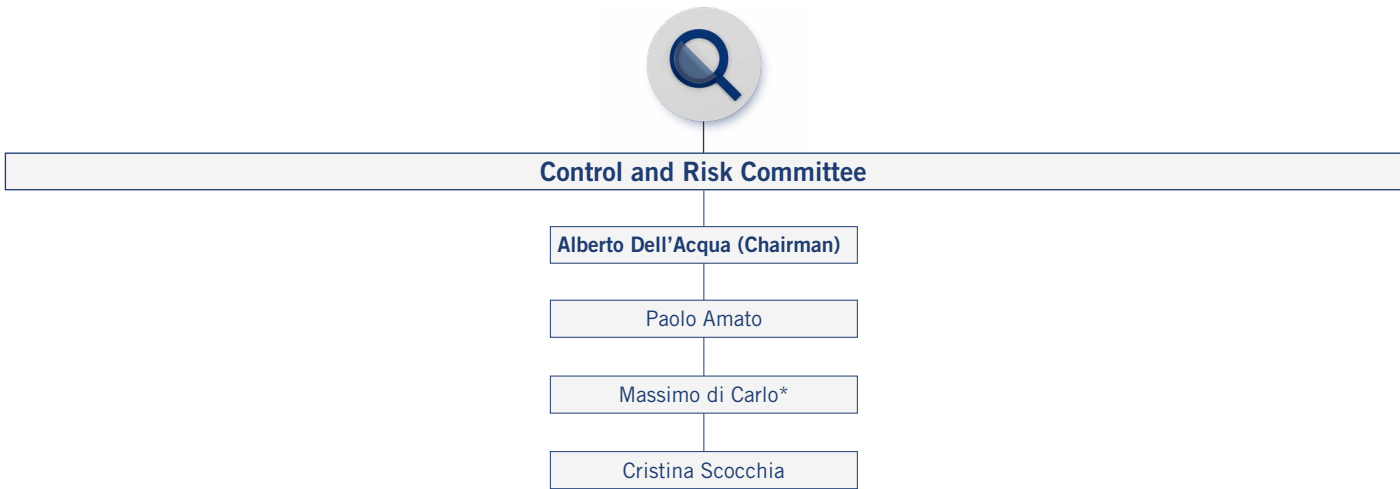 Control and Risk Committee
Alberto Dell’Acqua (Chairman)
Paolo Amato
Massimo di Carlo*
Cristina Scocchia